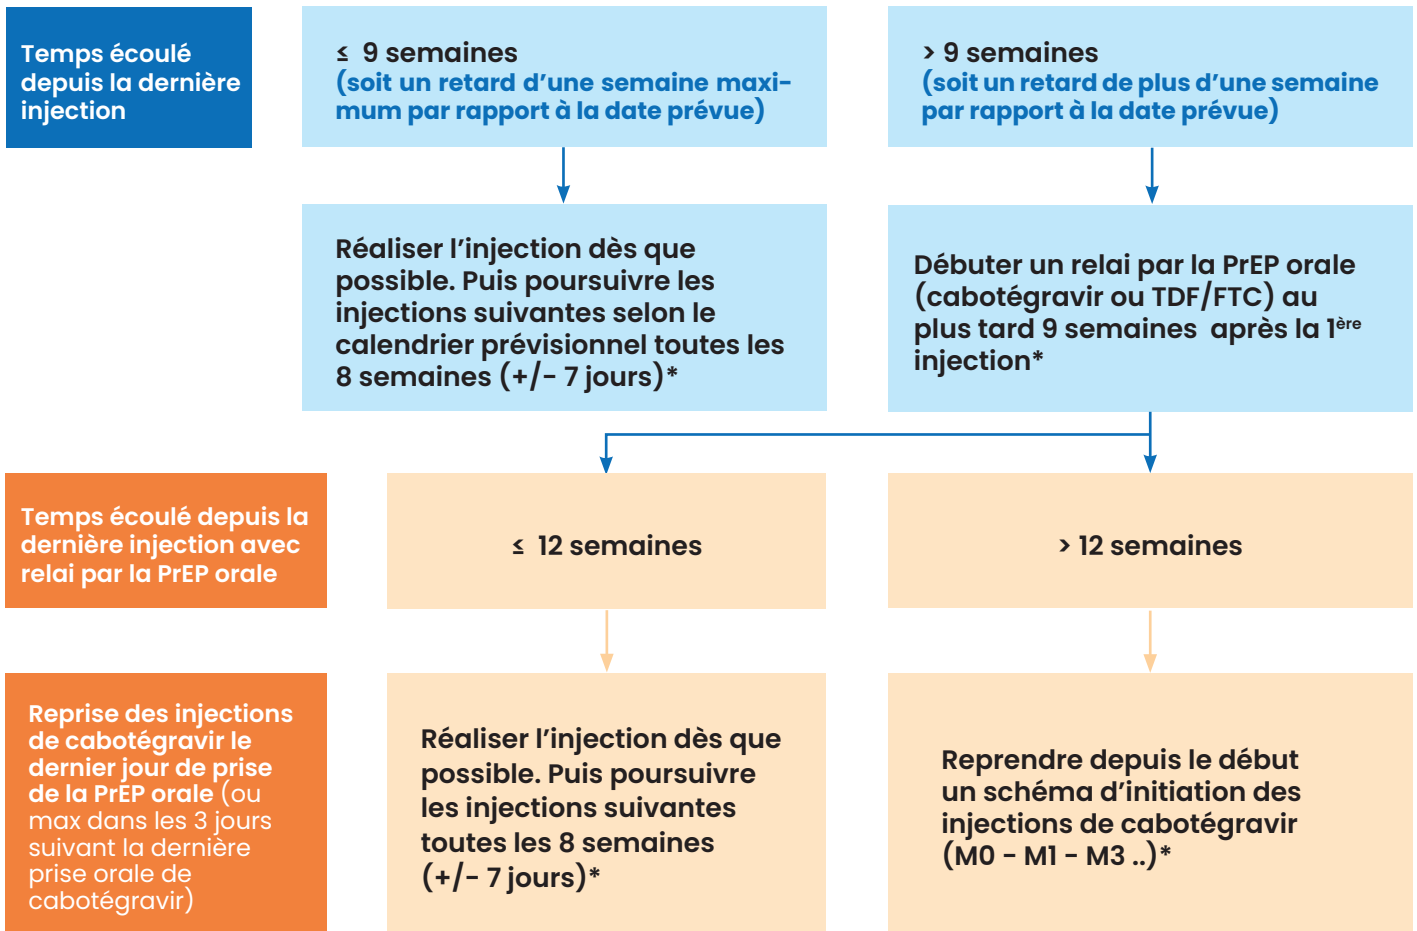 Temps écoulé
depuis la dernière
injection
≤ 9 semaines
(soit un retard d’une semaine maxi-
mum par rapport à la date prévue)
> 9 semaines
(soit un retard de plus d’une semaine
par rapport à la date prévue)
Réaliser l’injection dès que
possible. Puis poursuivre les
injections suivantes selon le
calendrier prévisionnel toutes les
8 semaines (+/- 7 jours)*
Débuter un relai par la PrEP orale
(cabotégravir ou TDF/FTC) au
plus tard 9 semaines après la 1ère
injection*
Temps écoulé depuis la
dernière injection avec
relai par la PrEP orale
≤ 12 semaines
> 12 semaines
Reprise des injections
de cabotégravir le
dernier jour de prise
de la PrEP orale (ou
max dans les 3 jours
suivant la dernière
prise orale de
cabotégravir)
Réaliser l’injection dès que
possible. Puis poursuivre
les injections suivantes
toutes les 8 semaines
(+/- 7 jours)*
Reprendre depuis le début
un schéma d’initiation des
injections de cabotégravir
(M0 - M1 - M3 ..)*